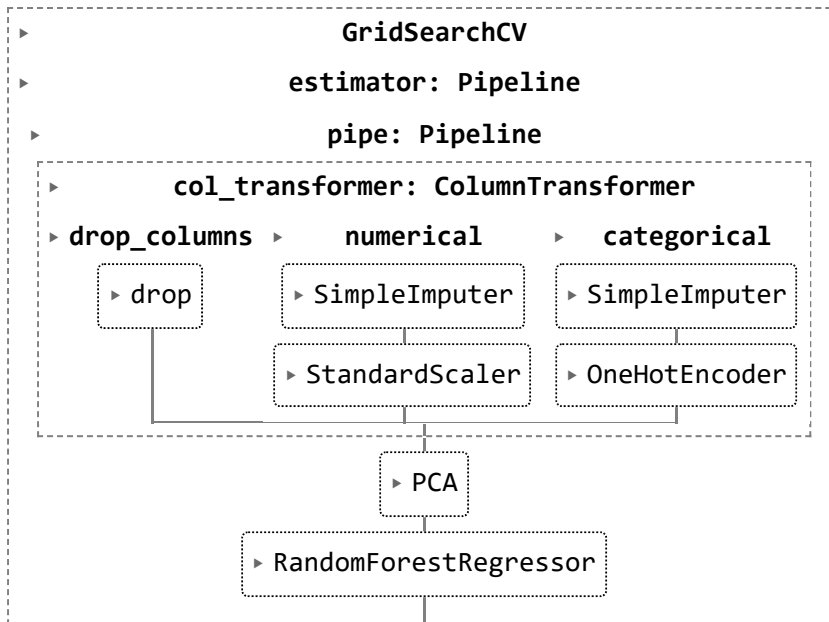 GridSearchCV
estimator: Pipeline
pipe: Pipeline
col_transformer: ColumnTransformer
drop_columns numerical categorical
drop SimpleImputer SimpleImputer
StandardScaler OneHotEncoder
PCA
RandomForestRegressor